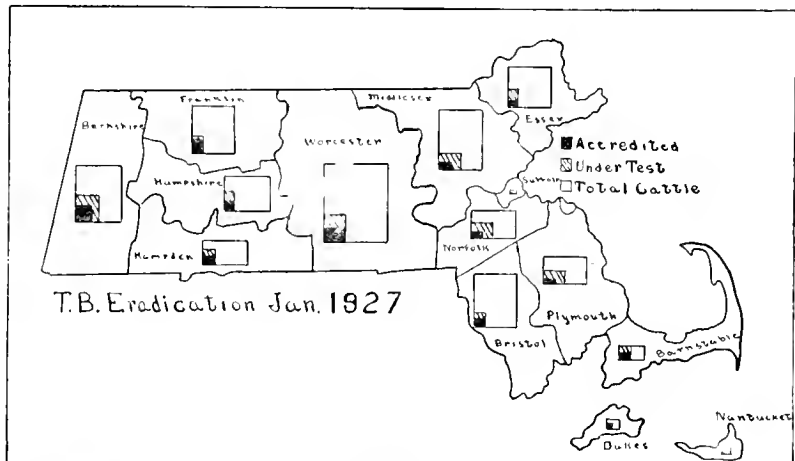 Franklin
Middlesex
Essex
Berkshire
Worcester
Accredited
Under Test
Total Cattle
Hampshire
Suffolk
Norfolk
Hampden
T.B. Eradication Jan. 1927
Plymouth
Bristol
Barnstable
Nantucket
Dukes